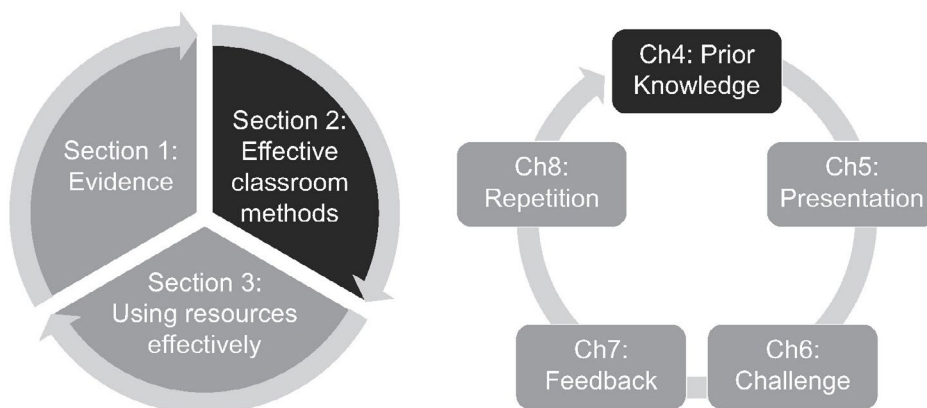 Section 1:
Evidence
Section 2:
Effective
classroom
methods
Section 3:
Using resources
effectively
Ch4: Prior
Knowledge
Ch5:
Presentation
Ch6:
Challenge
Ch7:
Feedback
Ch8:
Repetition